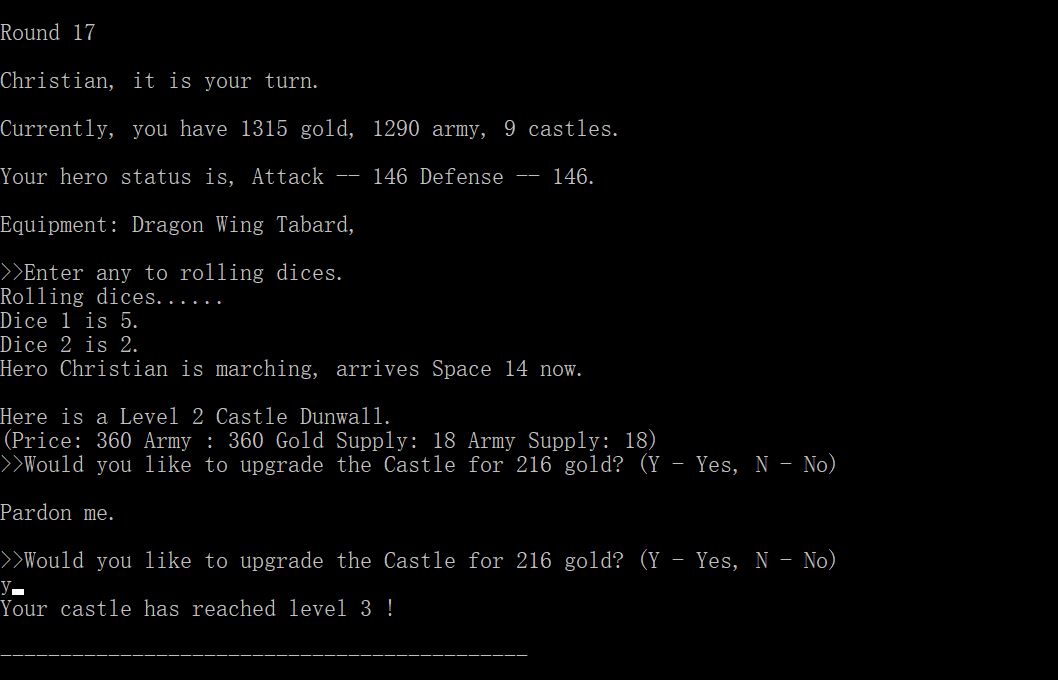 Round 17
Christian, it is your turn.
Currently, you have 1315 gold, 1290 army, 9 castles.
Your hero status is, Attack -- 146 Defense -- 146.
Equipment: Dragon Wing Tabard,
>>Enter any to rolling dices.
Rolling dices......
Dice 1 is 5.
Dice 2 is 2.
Hero Christian is marching, arrives Space 14 now.
Here is a Level 2 Castle Dunwall.
(Price: 360 Army : 360 Gold Supply: 18 Army Supply: 18)
>>Would you like to upgrade the Castle for 216 gold? (Y - Yes, N - No)
Pardon me.
>>Would you like to upgrade the Castle for 216 gold? (Y - Yes, N - No)
y
Your castle has reached level 3 !
--------------------------------------------